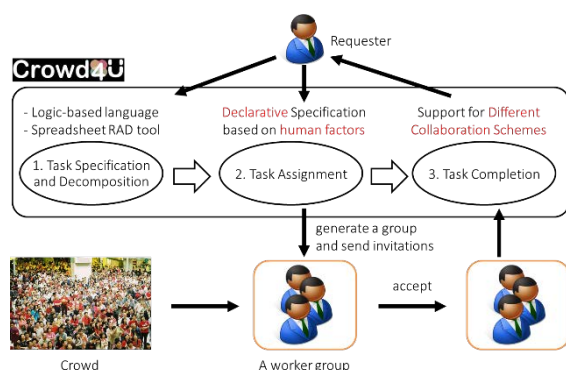 Requester
Crowd4U
- Logic-based language
- Spreadsheet RAD tool
Declarative Specification
based on human factors
Support for Different
Collaboration Schemes
1. Task Specification
and Decomposition
2. Task Assignment
3. Task Completion
generate a group
and send invitations
accept
Crowd
A worker group